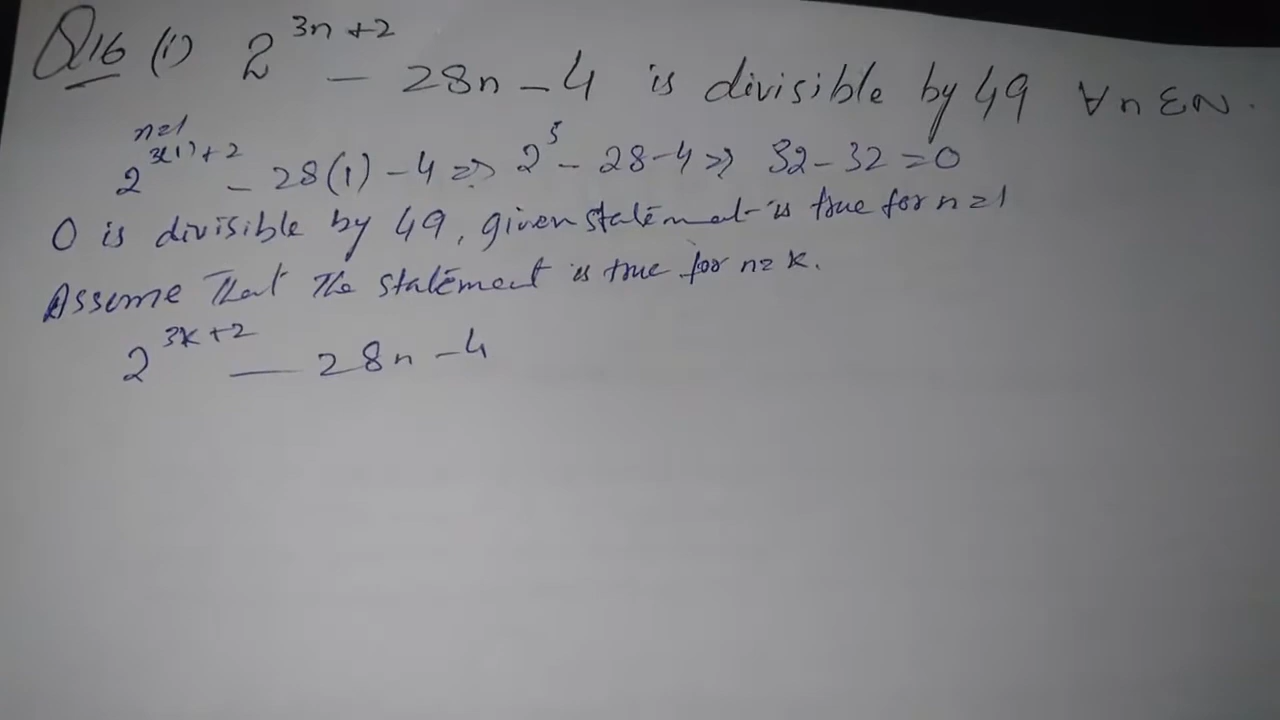 Q16 (i) 2^{3n+2} - 28n - 4 is divisible by 49 ∀n εN.
n=1
2^{3(1)+2} - 28(1) - 4 => 2^5 - 28 - 4 => 32 - 32 = 0
0 is divisible by 49, given statement is true for n=1
Assume That The statement is true for n=k.
2^{3k+2} - 28n - 4